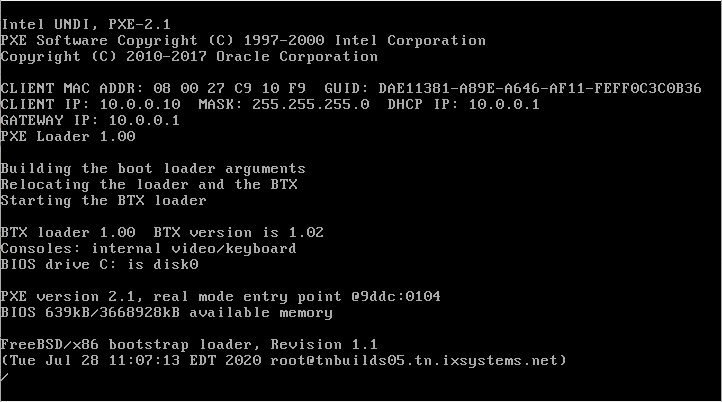 Intel UNDI, PXE-2.1
PXE Software Copyright (C) 1997-2000 Intel Corporation
Copyright (C) 2010-2017 Oracle Corporation
CLIENT MAC ADDR: 08 00 27 C9 10 F9  GUID: DAE11381-A89E-A646-AF11-FEFF0C3C0B36
CLIENT IP: 10.0.0.10  MASK: 255.255.255.0  DHCP IP: 10.0.0.1
GATEWAY IP: 10.0.0.1
PXE Loader 1.00
Building the boot loader arguments
Relocating the loader and the BTX
Starting the BTX loader
BTX loader 1.00  BTX version is 1.02
Consoles: internal video/keyboard
BIOS drive C: is disk0
PXE version 2.1, real mode entry point @9ddc:0104
BIOS 639kB/3668928kB available memory
FreeBSD/x86 bootstrap loader, Revision 1.1
(Tue Jul 28 11:07:13 EDT 2020 root@tnbuilds05.tn.ixsystems.net)
/